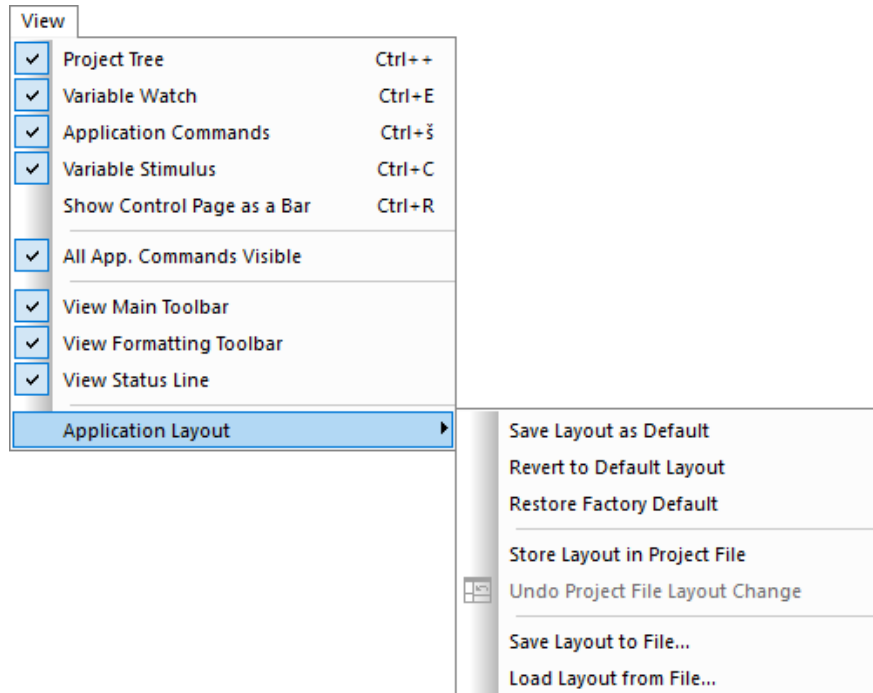 View
Project Tree Ctrl++
Variable Watch Ctrl+E
Application Commands Ctrl+š
Variable Stimulus Ctrl+C
Show Control Page as a Bar Ctrl+R
All App. Commands Visible
View Main Toolbar
View Formatting Toolbar
View Status Line
Application Layout
Save Layout as Default
Revert to Default Layout
Restore Factory Default
Store Layout in Project File
Undo Project File Layout Change
Save Layout to File...
Load Layout from File...